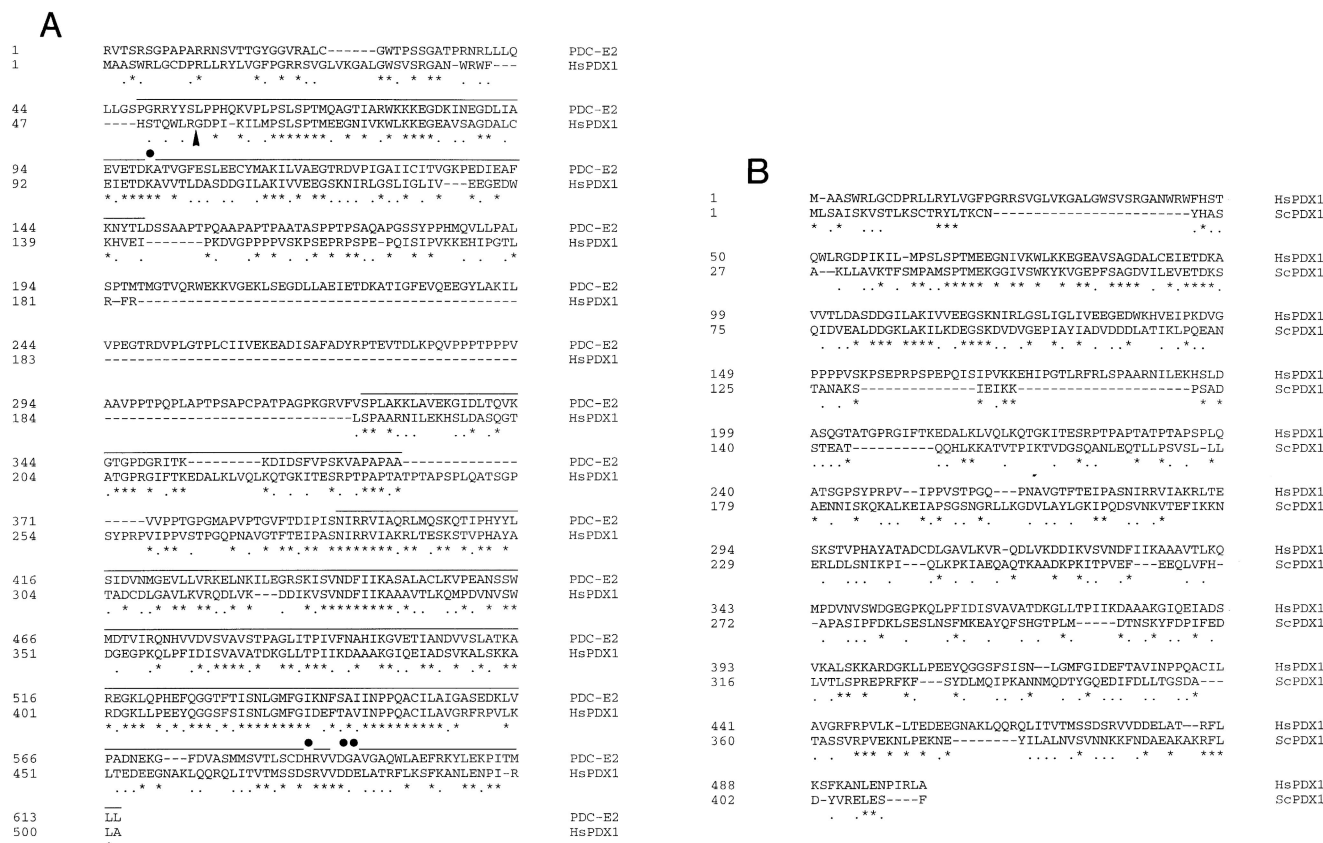 A
1 RVTSRSGPAPARRNSVTTGYGGVRALC------GWTPSSGATPRNRLLLQ PDC-E2
1 MAASWRLGCDPRLLRYLVGFPGRRSVGLVKGALGWSVSRGAN-WRWF--- HsPDX1
44 LLGSPGRRYYSLPPHQKVPLPSLSPTMQAGTIARWKKKEGDKINEGDLIA PDC-E2
47 ----HSTQWLRGDPI-KILMPSLSPTMEEGNIVKWLKKEGEAVSAGDALC HsPDX1
94 EVETDKATVGFESLEECYMAKILVAEGTRDVPIGAIICITVGKPEDIEAF PDC-E2
92 EIETDKAVVTLDASDDGILAKIVVEEGSKNIRLGSLIGLIV---EEGEDW HsPDX1
144 KNYTLDSSAAPTPQAAPAPTPAATASPPTPSAQAPGSSYPPHMQVLLPAL PDC-E2
139 KHVEI-------PKDVGPPPPVSKPSEPRPSPE-PQISIPVKKEHIPGTL HsPDX1
194 SPTMTMGTVQRWEKKVGEKLSEGDLLAEIETDKATIGFEVQEEGYLAKIL PDC-E2
181 R-FR---------------------------------------------- HsPDX1
244 VPEGTRDVPLGTPLCIIVEKEADISAFADYRPTEVTDLKPQVPPPTPPPV PDC-E2
183 -------------------------------------------------- HsPDX1
294 AAVPPTPQPLAPTPSAPCPATPAGPKGRVFVSPLAKKLAVEKGIDLTQVK PDC-E2
184 ------------------------------LSPAARNILEKHSLDASQGT HsPDX1
344 GTGPDGRITK---------KDIDSFVPSKVAPAPAA-------------- PDC-E2
204 ATGPRGIFTKEDALKLVQLKQTGKITESRPTPAPTATPTAPSPLQATSGP HsPDX1
371 -----VVPPTGPGMAPVPTGVFTDIPISNIRRVIAQRLMQSKQTIPHYYL PDC-E2
254 SYPRPVIPPVSTPGQPNAVGTFTEIPASNIRRVIAKRLTESKSTVPHAYA HsPDX1
416 SIDVNMGEVLLVRKELNKILEGRSKISVNDFIIKASALACLKVPEANSSW PDC-E2
304 TADCDLGAVLKVRQDLVK---DDIKVSVNDFIIKAAAVTLKQMPDVNVSW HsPDX1
466 MDTVIRQNHVVDVSVAVSTPAGLITPIVFNAHIKGVETIANDVVSLATKA PDC-E2
351 DGEGPKQLPFIDISVAVATDKGLLTPIIKDAAAKGIQEIADSVKALSKKA HsPDX1
516 REGKLQPHEFQGGTFTISNLGMFGIKNFSAIINPPQACILAIGASEDKLV PDC-E2
401 RDGKLLPEEYQGGSFSISNLGMFGIDEFTAVINPPQACILAVGRFRPVLK HsPDX1
566 PADNEKG---FDVASMMSVTLSCDHRVVDGAVGAQWLAEFRKYLEKPITM PDC-E2
451 LTEDEEGNAKLQQRQLITVTMSSDSRVVDDELATRFLKSFKANLENPI-R HsPDX1
613 LL PDC-E2
500 LA HsPDX1
B
1 M-AASWRLGCDPRLLRYLVGFPGRRSVGLVKGALGWSVSRGANWRWFHST HsPDX1
1 MLSAISKVSTLKSCTRYLTKCN------------------------YHAS ScPDX1
50 QWLRGDPIKIL-MPSLSPTMEEGNIVKWLKKEGEAVSAGDALCEIETDKA HsPDX1
27 A--KLLAVKTFSMPAMSPTMEKGGIVSWKYKVGEPFSAGDVILEVETDKS ScPDX1
99 VVTLDASDDGILAKIVVEEGSKNIRLGSLIGLIVEEGEDWKHVEIPKDVG HsPDX1
75 QIDVEALDDGKLAKILKDEGSKDVDVGEPIAYIADVDDDLATIKLPQEAN ScPDX1
149 PPPPVSKPSEPRPSPEPQISIPVKKEHIPGTLRFRLSPAARNILEKHSLD HsPDX1
125 TANAKS--------------IEIKK---------------------PSAD ScPDX1
199 ASQGTATGPRGIFTKEDALKLVQLKQTGKITESRPTPAPTATPTAPSPLQ HsPDX1
140 STEAT---------QQHLKKATVTPIKTVDGSQANLEQTLLPSVSL-LL ScPDX1
240 ATSGPSYPRPV--IPPVSTPGQ---PNAVGTFTEIPASNIRRVIAKRLTE HsPDX1
179 AENNISKQKALKEIAPSGSNGRLLKGDVLAYLGKIPQDSVNKVTEFIKKN ScPDX1
294 SKSTVPHAYATADCDLGAVLKVR-QDLVKDDIKVSVNDFIIKAAAVTLKQ HsPDX1
229 ERLDLSNIKPI---QLKPKIAEQAQTKAADKPKITPVEF---EEQLVFH- ScPDX1
343 MPDVNVSWDGEGPKQLPFIDISVAVATDKGLLTPIIKDAAAKGIQEIADS HsPDX1
272 -APASIPFDKLSESLNSFMKEAYQFSHGTPLM-----DTNSKYFDPIFED ScPDX1
393 VKALSKKARDGKLLPEEYQGGSFSISN--LGMFGIDEFTAVINPPQACIL HsPDX1
316 LVTLSPREPRFKF---SYDLMQIPKANNMQDTYGQEDIFDLLTGSDA--- ScPDX1
441 AVGRFRPVLK-LTEDEEGNAKLQQRQLITVTMSSDSRVVDDELAT--RFL HsPDX1
360 TASSVRPVEKNLPEKNE--------YILALNVSVNNKKFNDAEAKAKRFL ScPDX1
488 KSFKANLENPIRLA HsPDX1
402 D-YVRELES----F ScPDX1